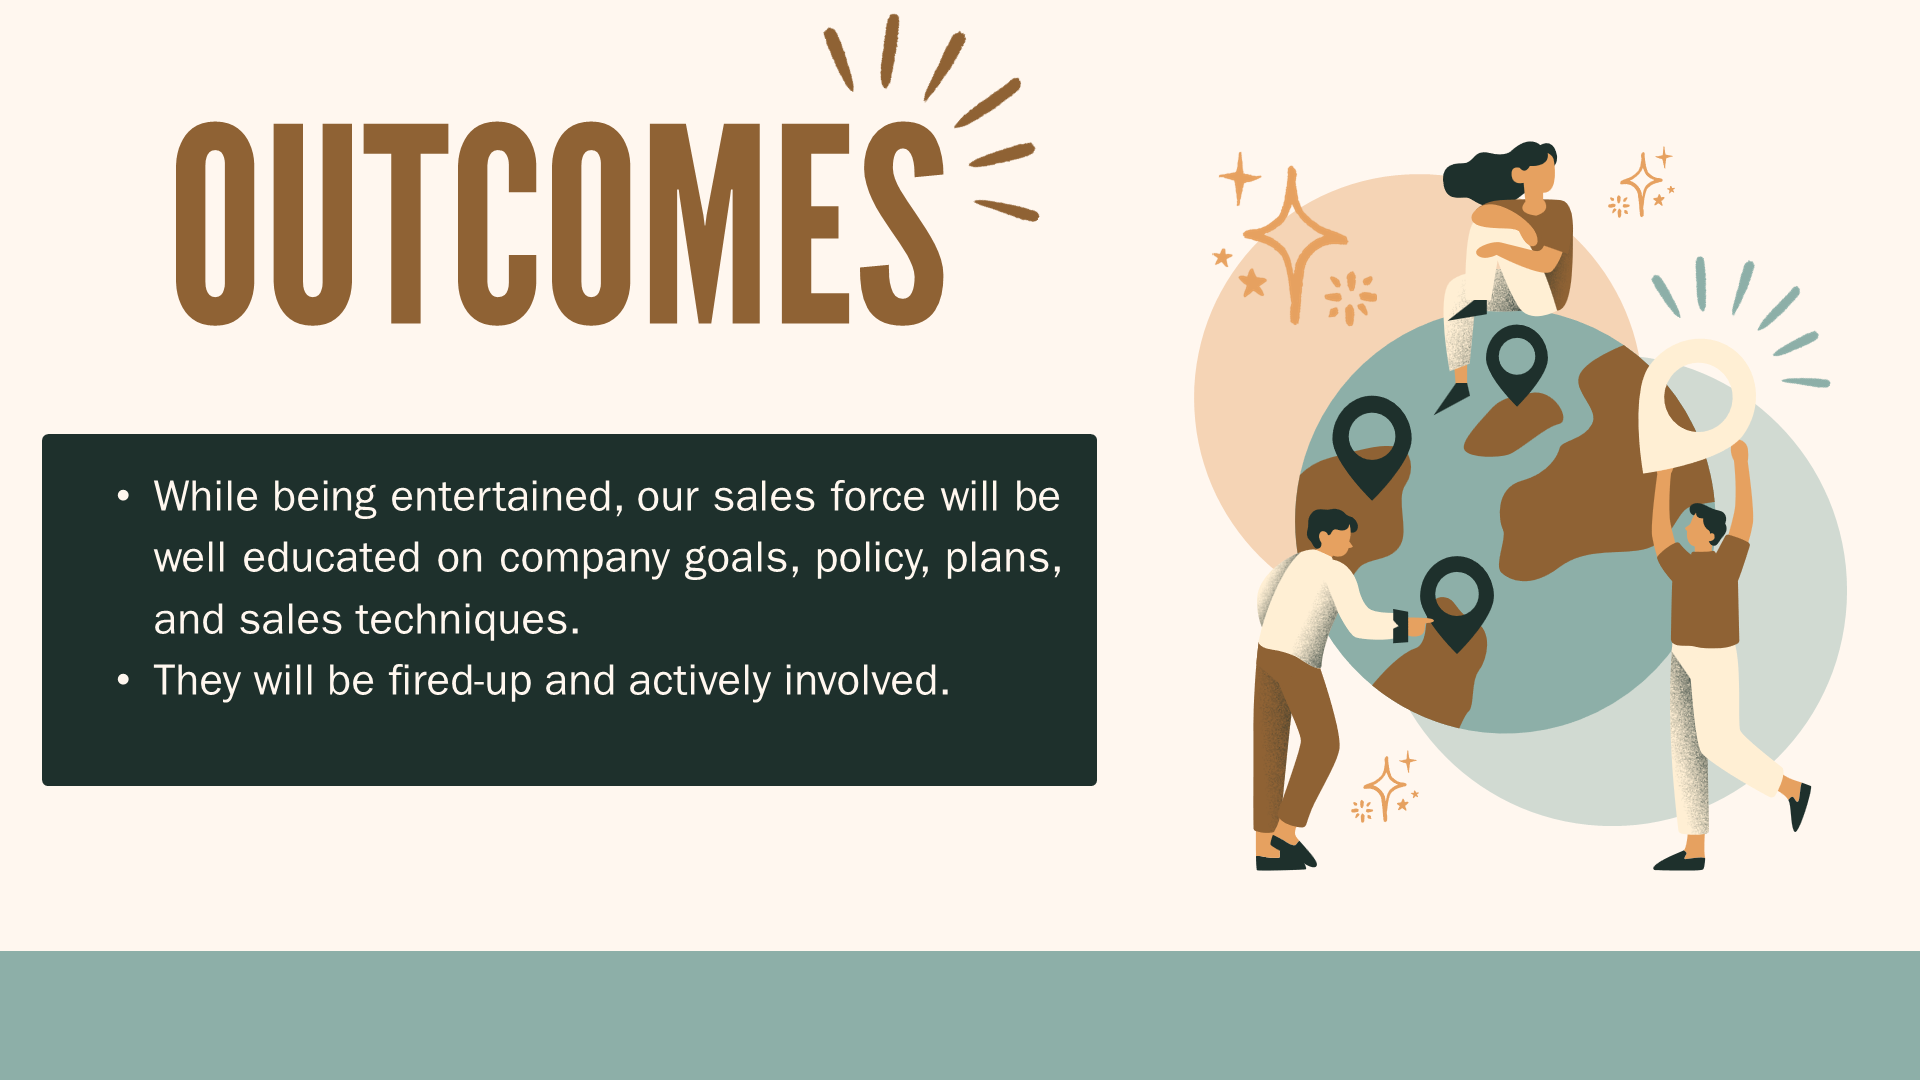 OUTCOMES
• While being entertained, our sales force will be
well educated on company goals, policy, plans,
and sales techniques.
• They will be fired-up and actively involved.